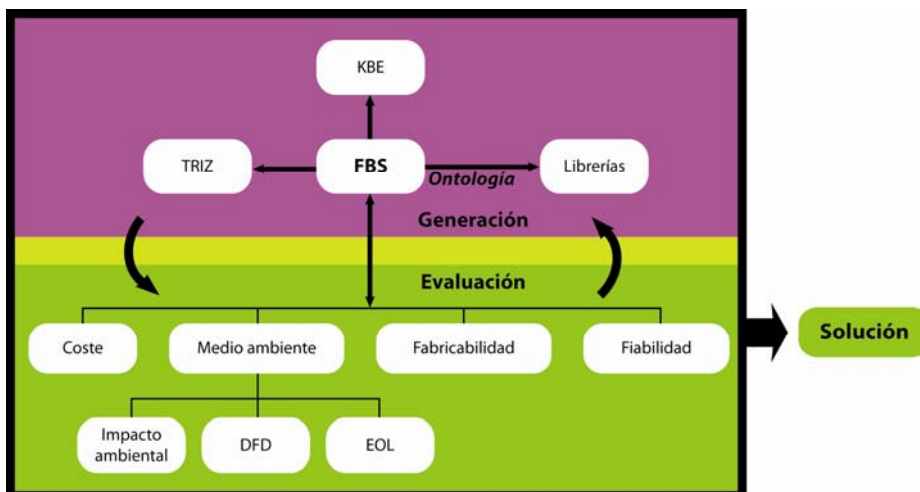 KBE
TRIZ
FBS
Ontología
Librerías
Generación
Evaluación
Coste
Medio ambiente
Fabricabilidad
Fiabilidad
Solución
Impacto
ambiental
DFD
EOL